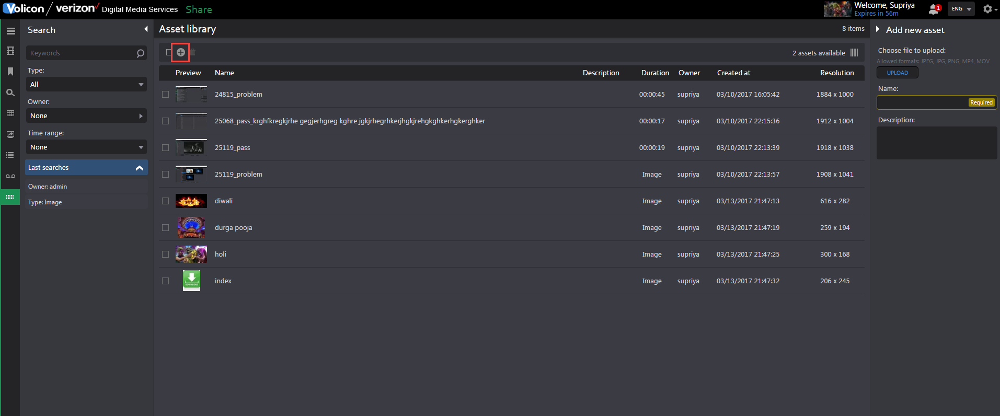 Volicon verizon Digital Media Services Share
Welcome, Supriya
Expires in 56m
1
ENG
Search
Keywords
Type:
All
Owner:
None
Time range:
None
Last searches
Owner: admin
Type: Image
Asset library
8 items
2 assets available
Preview Name Description Duration Owner Created at Resolution
24815_problem 00:00:45 supriya 03/10/2017 16:05:42 1884 x 1000
25068_pass_krghfkregkjrhe gegjerhgreg kghre jgkjrhegrhkerjhgkjrehgkghkerhgkerghker 00:00:17 supriya 03/10/2017 22:15:36 1912 x 1004
25119_pass 00:00:19 supriya 03/10/2017 22:13:39 1918 x 1038
25119_problem Image supriya 03/10/2017 22:13:57 1908 x 1041
diwali Image supriya 03/13/2017 21:47:13 616 x 282
durga pooja Image supriya 03/13/2017 21:47:19 259 x 194
holi Image supriya 03/13/2017 21:47:25 300 x 168
DOWNLOAD
index Image supriya 03/13/2017 21:47:32 206 x 245
Add new asset
Choose file to upload:
Allowed formats: JPEG, JPG, PNG, MP4, MOV
UPLOAD
Name:
Required
Description: